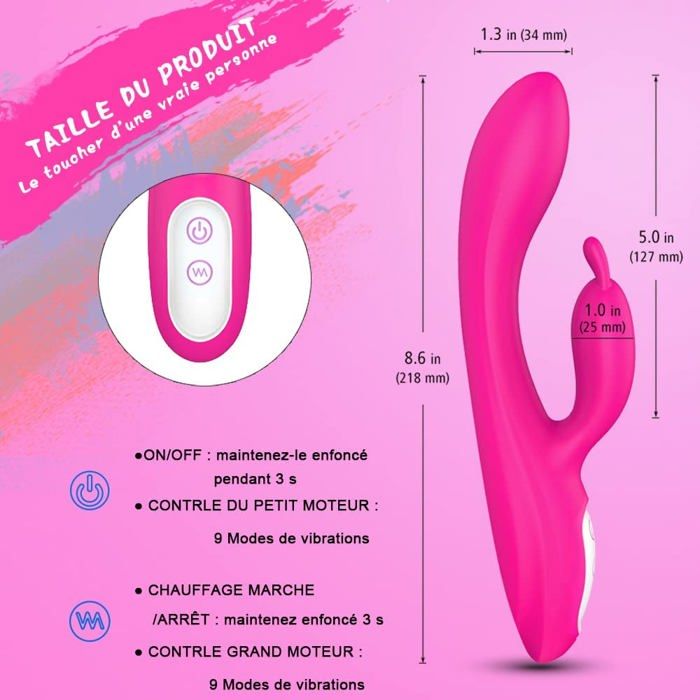 TAILLE DU PRODUIT
Le toucher d'une vraie personne
1.3 in (34 mm)
5.0 in
(127 mm)
1.0 in
(25 mm)
8.6 in
(218 mm)
●ON/OFF : maintenez-le enfoncé
pendant 3 s
● CONTRLE DU PETIT MOTEUR :
9 Modes de vibrations
● CHAUFFAGE MARCHE
/ARRÊT : maintenez enfoncé 3 s
● CONTRLE GRAND MOTEUR :
9 Modes de vibrations